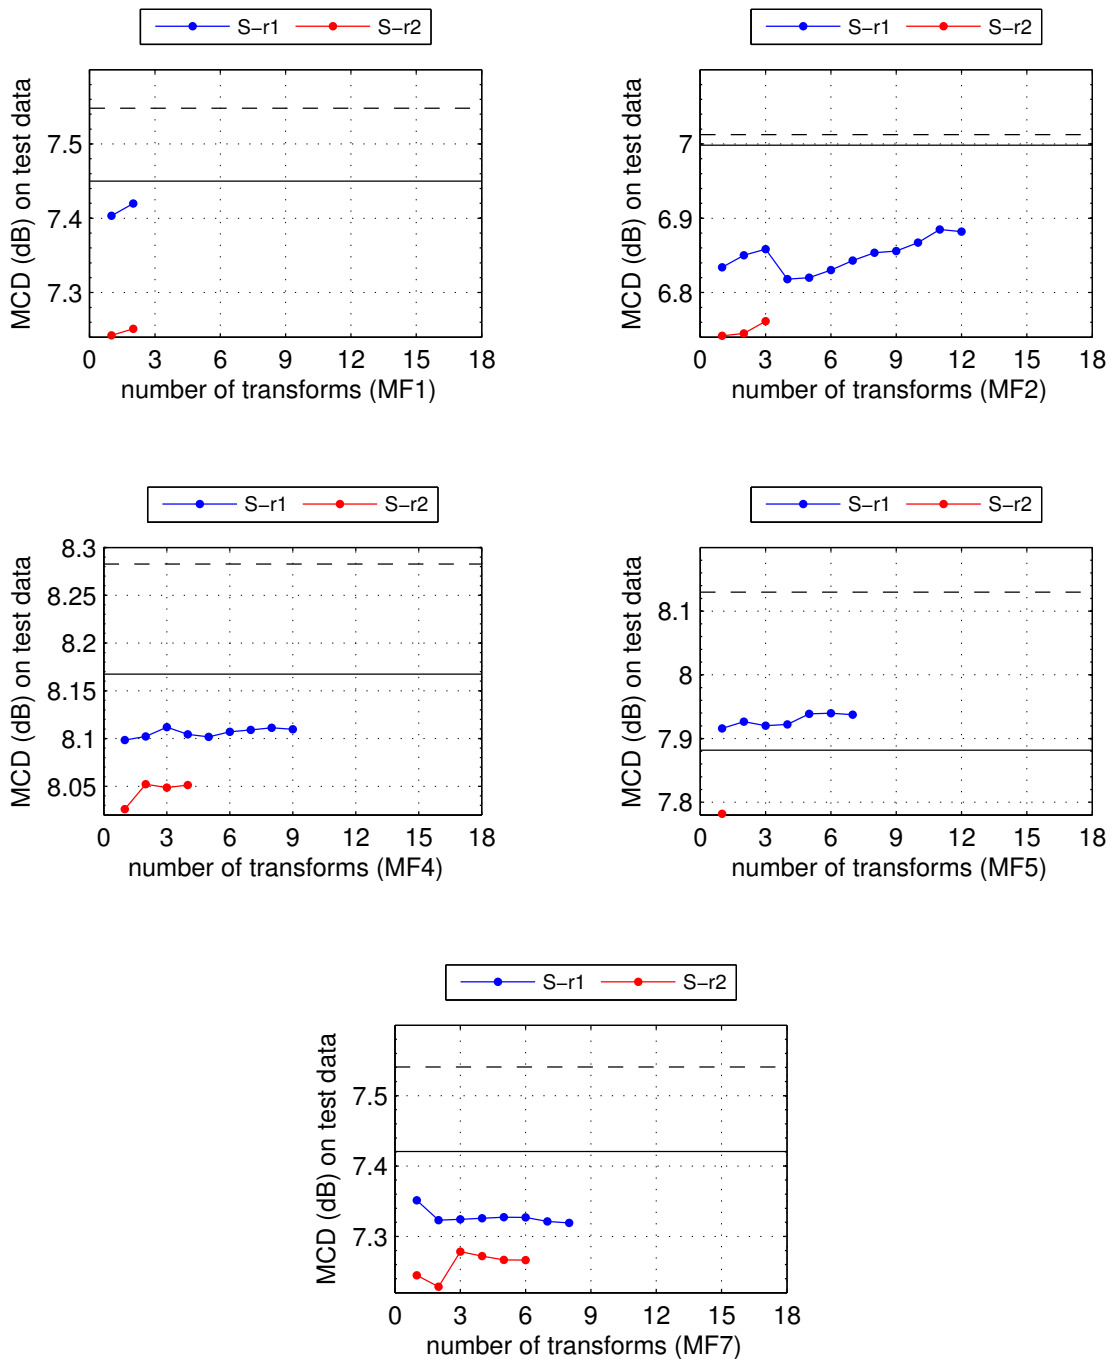 S−r1 S−r2
S−r1 S−r2
MCD (dB) on test data
7.5
7.4
7.3
0 3 6 9 12 15 18
number of transforms (MF1)
MCD (dB) on test data
7
6.9
6.8
0 3 6 9 12 15 18
number of transforms (MF2)
S−r1 S−r2
S−r1 S−r2
MCD (dB) on test data
8.3
8.25
8.2
8.15
8.1
8.05
0 3 6 9 12 15 18
number of transforms (MF4)
MCD (dB) on test data
8.1
8
7.9
7.8
0 3 6 9 12 15 18
number of transforms (MF5)
S−r1 S−r2
MCD (dB) on test data
7.5
7.4
7.3
0 3 6 9 12 15 18
number of transforms (MF7)